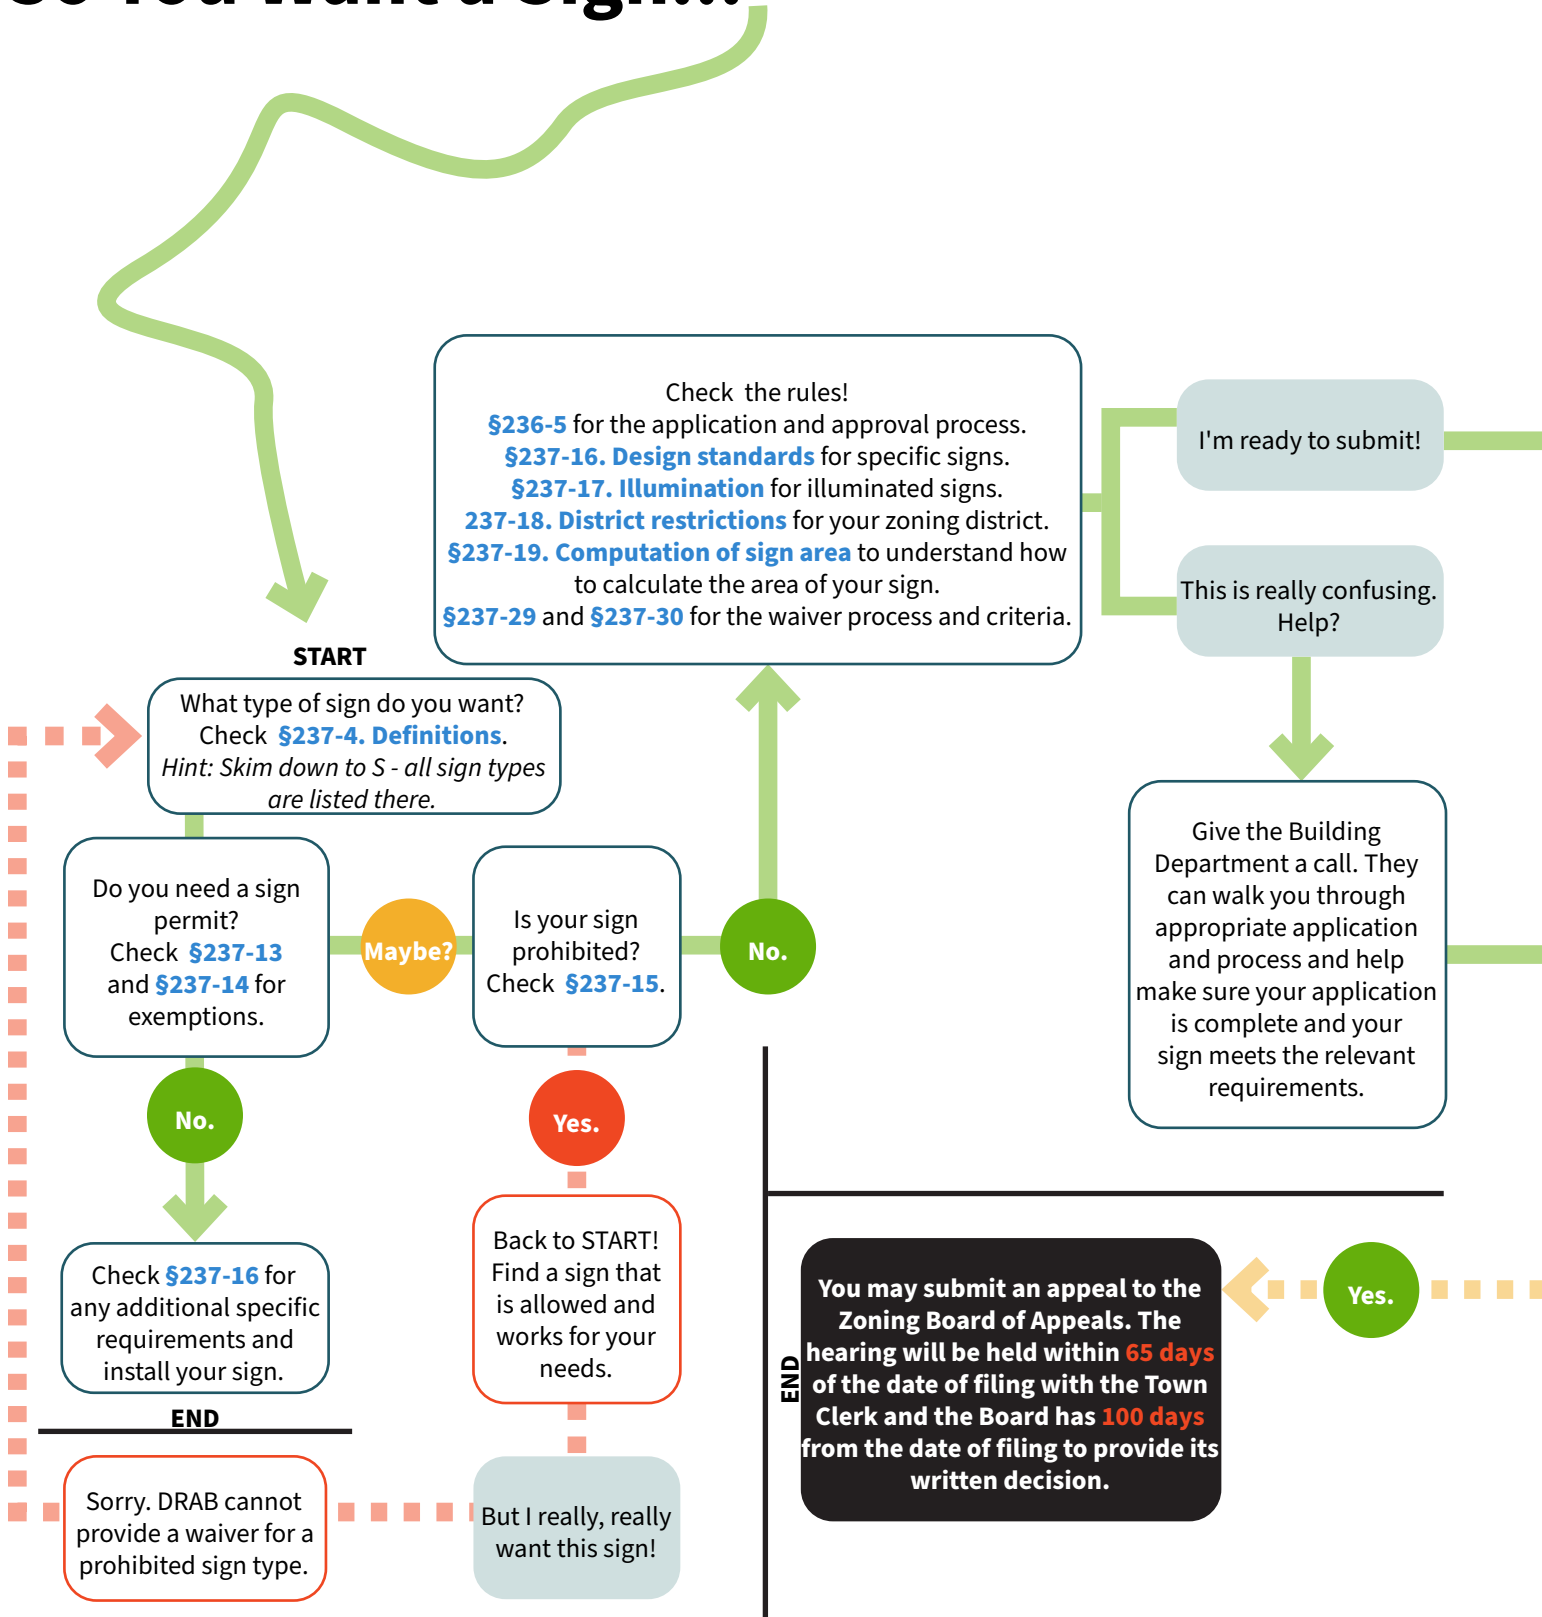 So You Want a Sign...
Check the rules!
§236-5 for the application and approval process.
§237-16. Design standards for specific signs.
§237-17. Illumination for illuminated signs.
237-18. District restrictions for your zoning district.
§237-19. Computation of sign area to understand how
to calculate the area of your sign.
§237-29 and §237-30 for the waiver process and criteria.
I'm ready to submit!
This is really confusing.
Help?
START
What type of sign do you want?
Check §237-4. Definitions.
Hint: Skim down to S - all sign types
are listed there.
Do you need a sign
permit?
Check §237-13
and §237-14 for
exemptions.
Maybe?
Is your sign
prohibited?
Check §237-15.
No.
Give the Building
Department a call. They
can walk you through
appropriate application
and process and help
make sure your application
is complete and your
sign meets the relevant
requirements.
No.
Yes.
Check §237-16 for
any additional specific
requirements and
install your sign.
END
Back to START!
Find a sign that
is allowed and
works for your
needs.
Sorry. DRAB cannot
provide a waiver for a
prohibited sign type.
But I really, really
want this sign!
END
You may submit an appeal to the
Zoning Board of Appeals. The
hearing will be held within 65 days
of the date of filing with the Town
Clerk and the Board has 100 days
from the date of filing to provide its
written decision.
Yes.